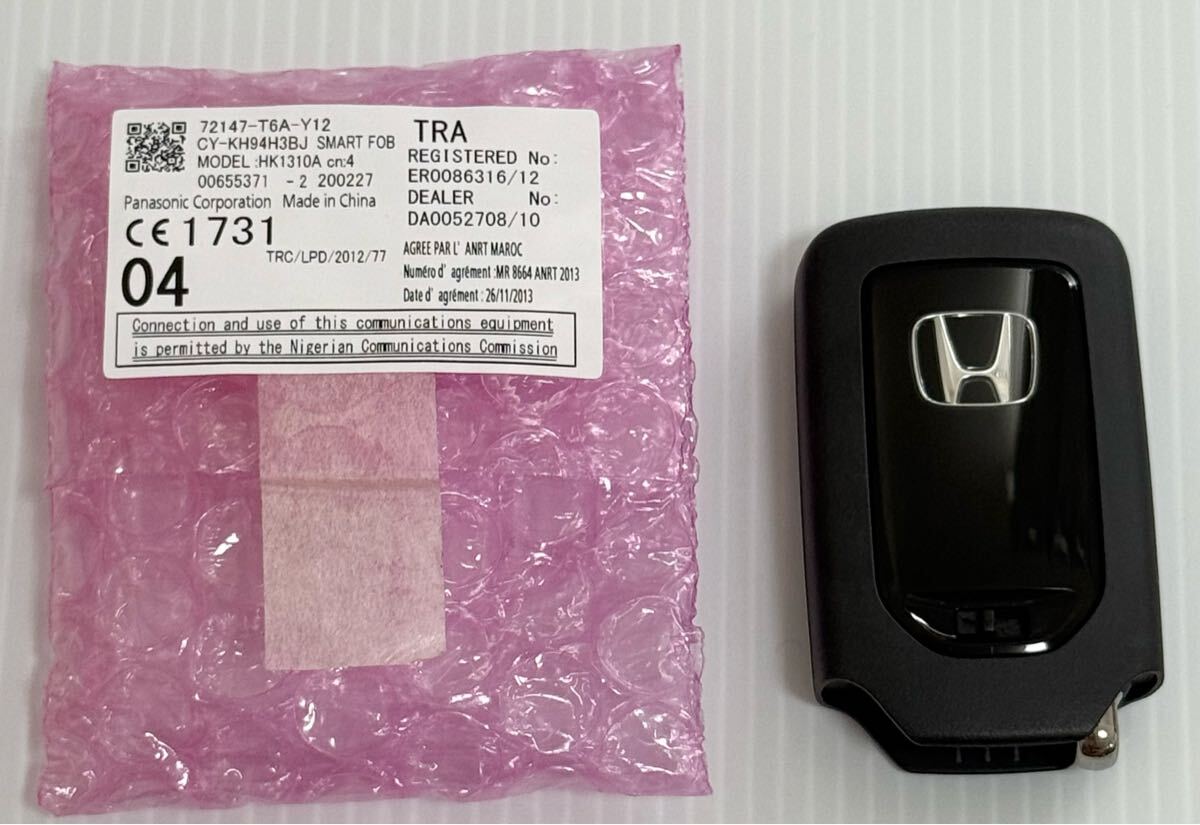 72147-T6A-Y12
CY-KH94H3BJ SMART FOB
MODEL :HK1310A cn:4
00655371 -2 200227
Panasonic Corporation Made in China
CE 1731
TRC/LPD/2012/77
04
TRA
REGISTERED No:
ER0086316/12
DEALER No:
DA0052708/10
AGREE PAR L' ANRT MAROC
Numéro d' agrément :MR 8664 ANRT 2013
Date d' agrément : 26/11/2013
Connection and use of this communications equipment
is permitted by the Nigerian Communications Commission